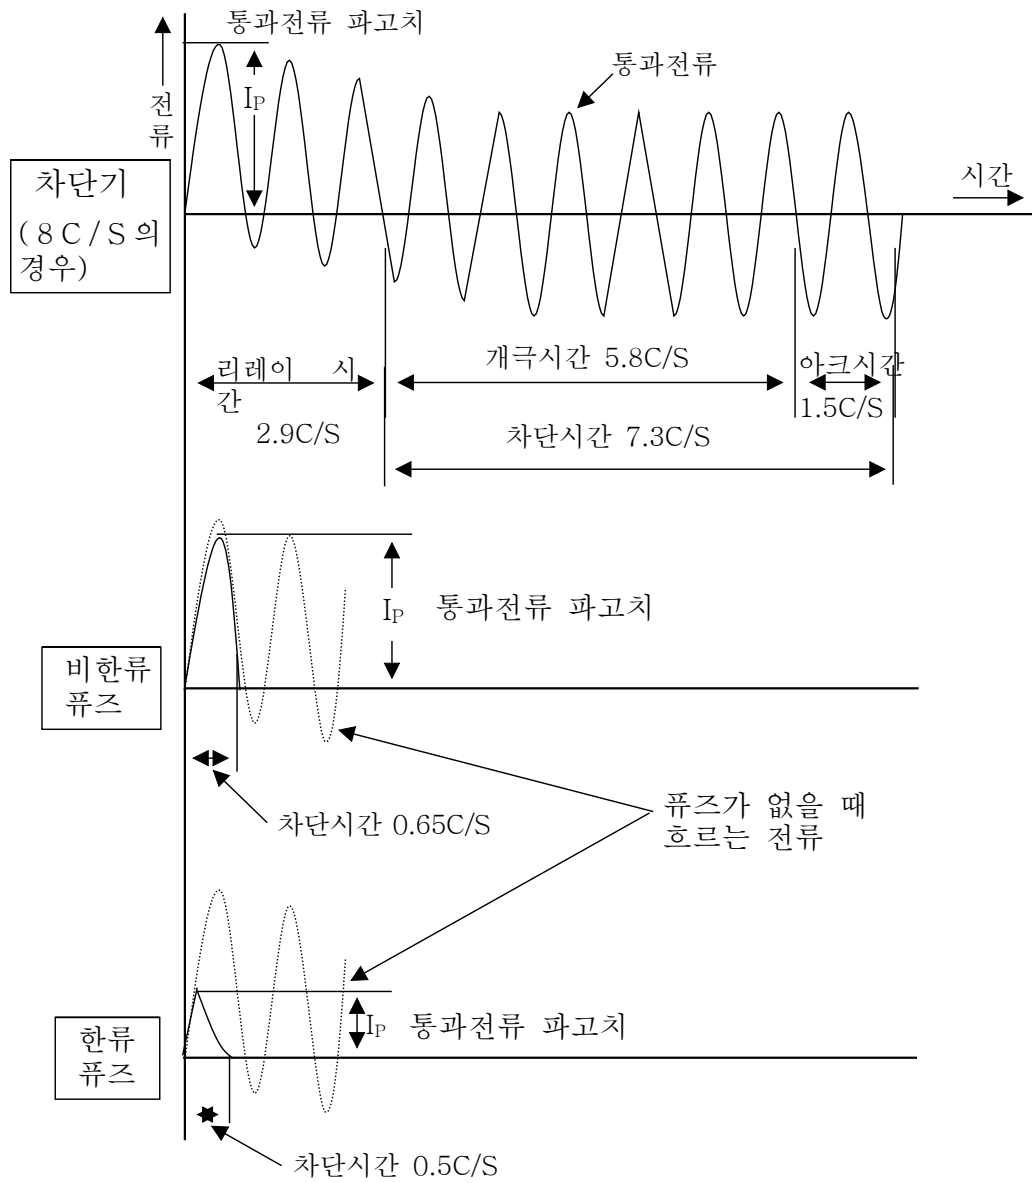 통과전류 파고치
전
류
I_P
통과전류
시간
차단기
(8C/S의
경우)
리레이 시
간
2.9C/S
개극시간 5.8C/S
아크시간
1.5C/S
차단시간 7.3C/S
I_P 통과전류 파고치
비한류
퓨즈
차단시간 0.65C/S
퓨즈가 없을 때
흐르는 전류
I_P 통과전류 파고치
한류
퓨즈
차단시간 0.5C/S